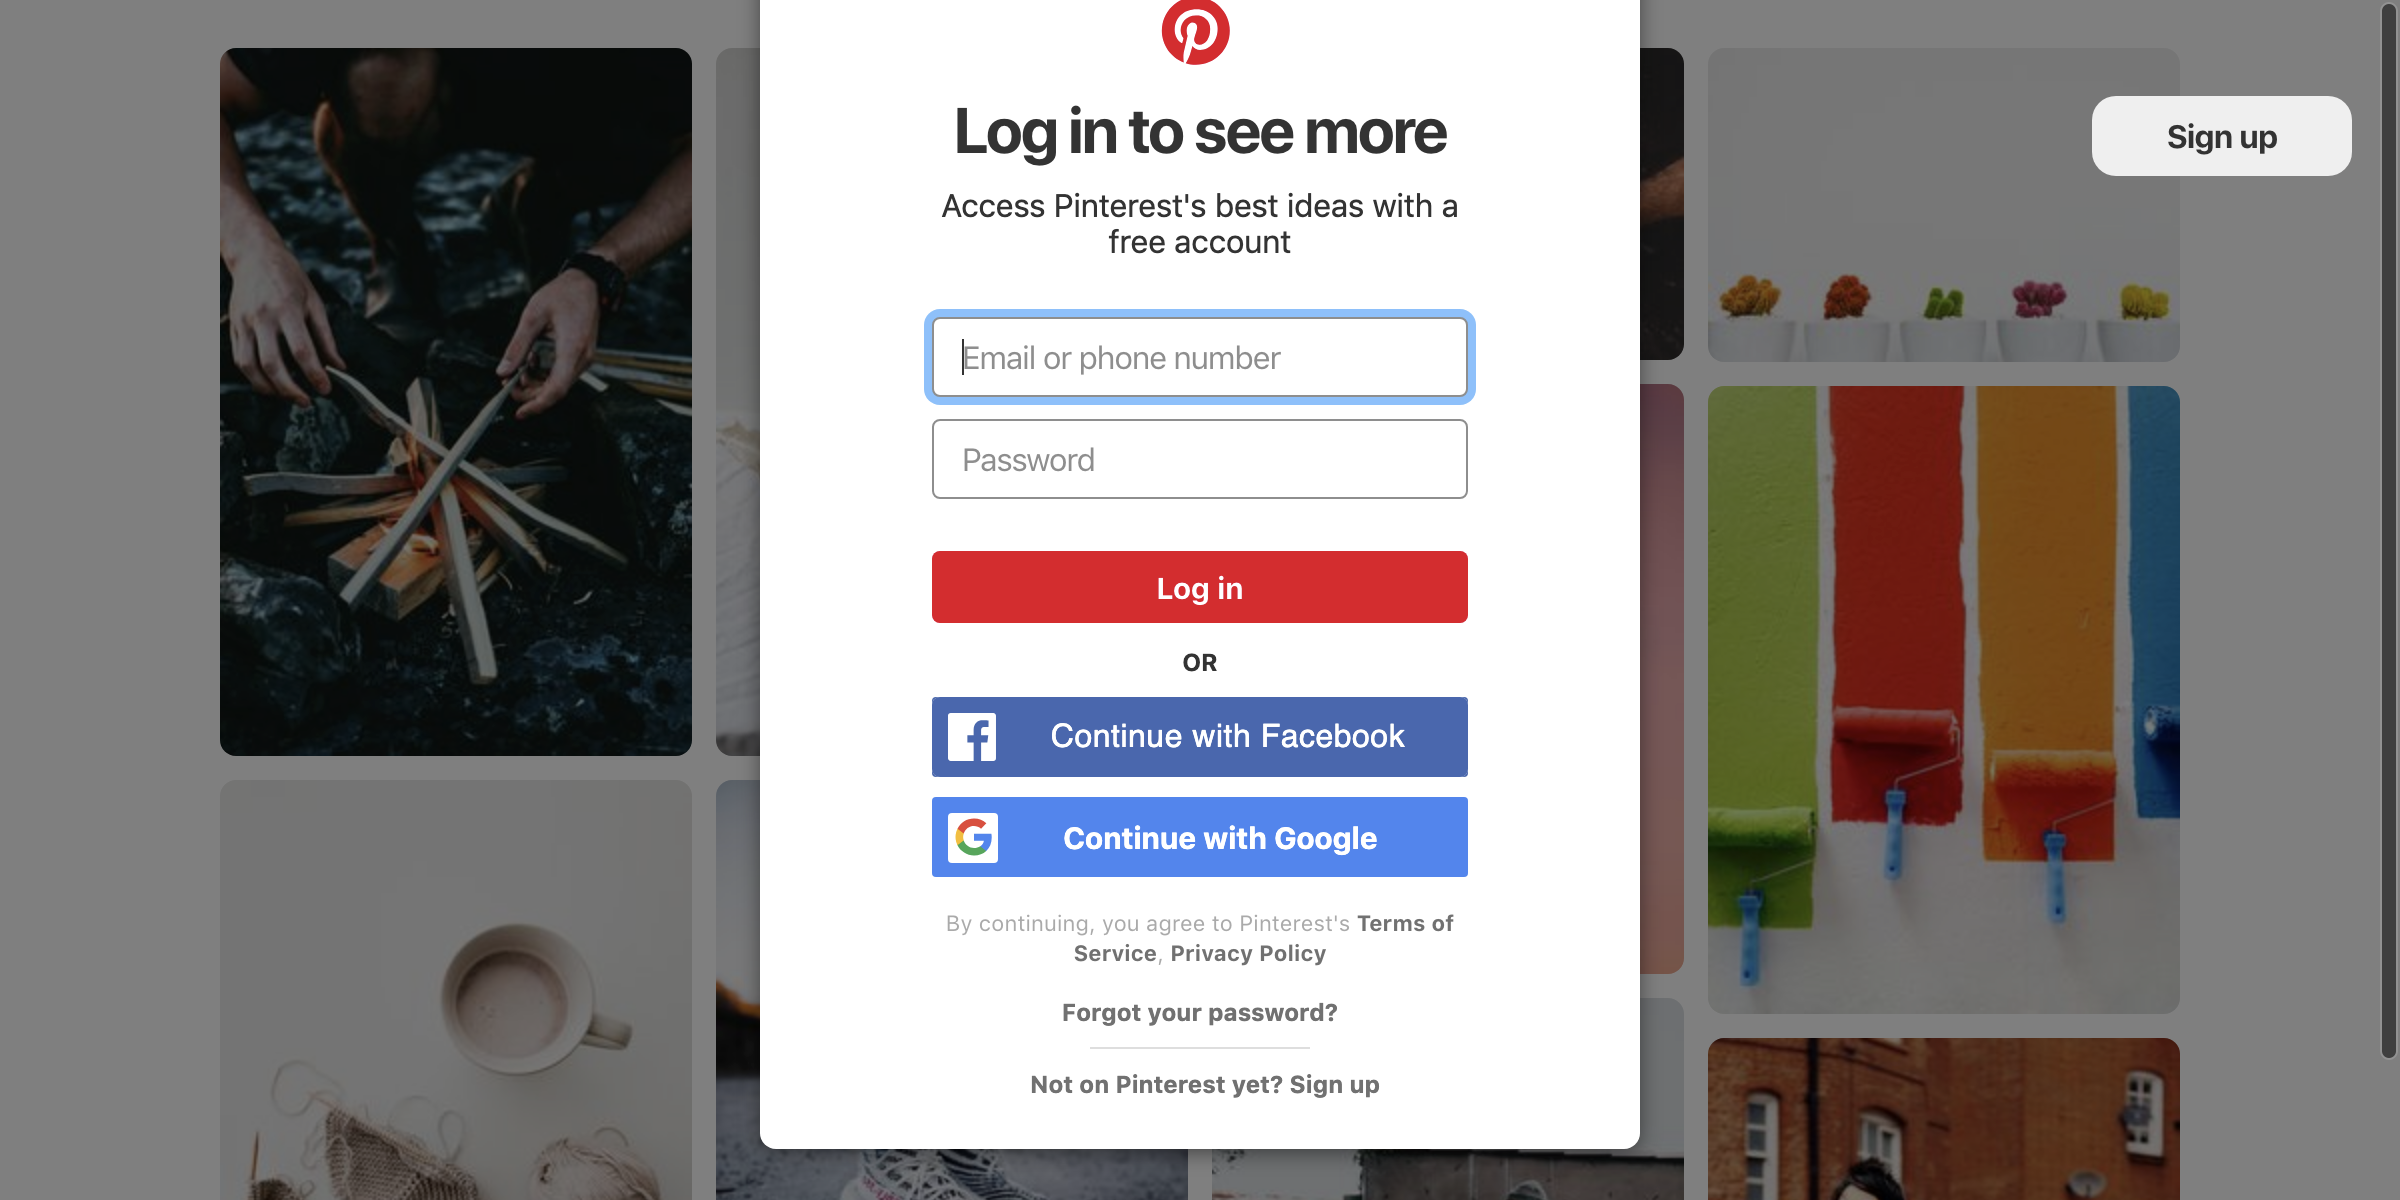 Log in to see more
Access Pinterest's best ideas with a
free account
Email or phone number
Password
Log in
OR
Continue with Facebook
Continue with Google
By continuing, you agree to Pinterest's Terms of
Service, Privacy Policy
Forgot your password?
Not on Pinterest yet? Sign up
Sign up